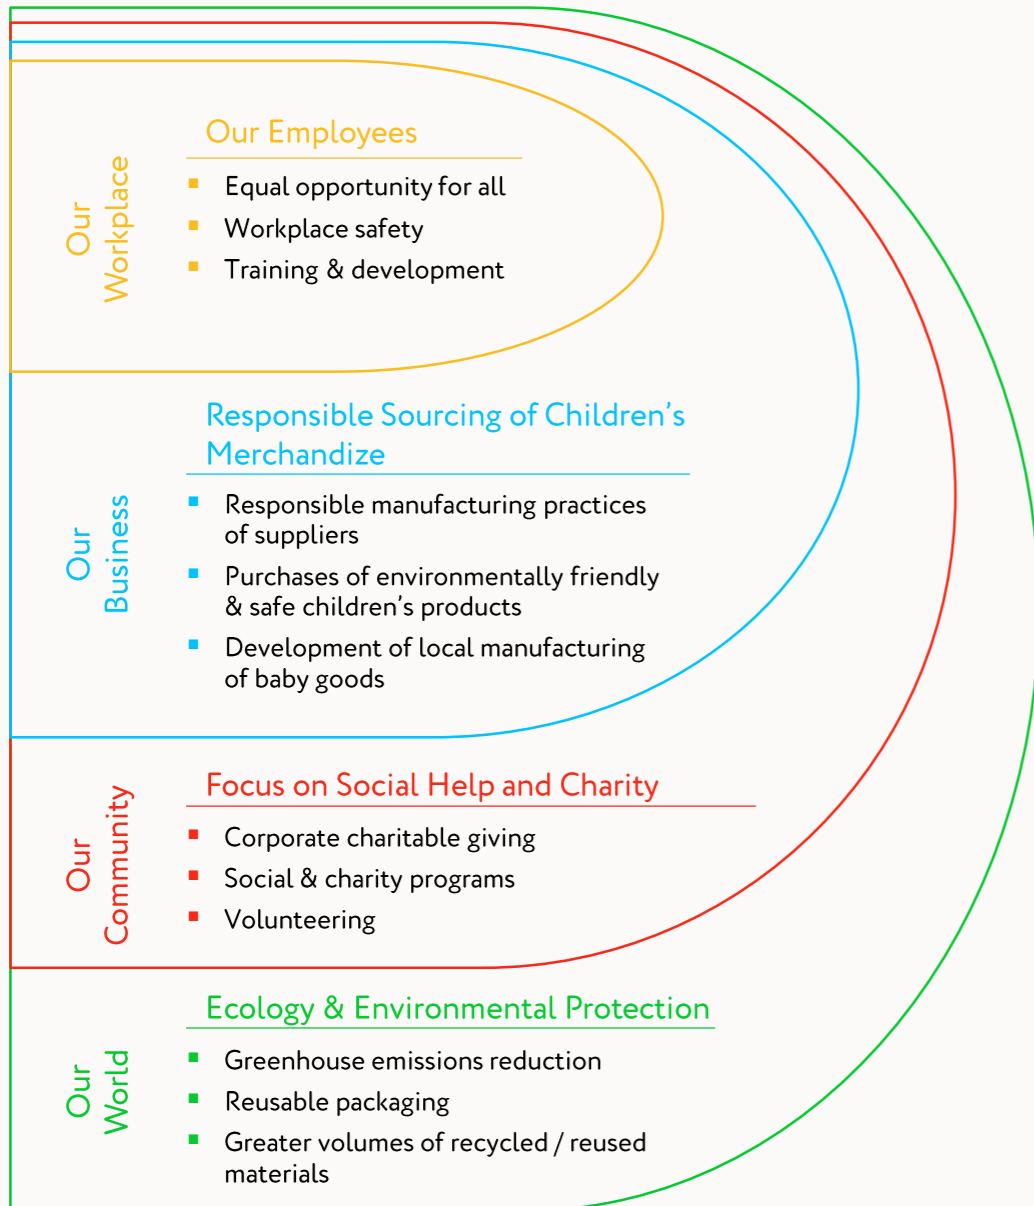 Our
Workplace
Our Employees
▪ Equal opportunity for all
▪ Workplace safety
▪ Training & development
Our
Business
Responsible Sourcing of Children’s
Merchandize
▪ Responsible manufacturing practices
of suppliers
▪ Purchases of environmentally friendly
& safe children’s products
▪ Development of local manufacturing
of baby goods
Our
Community
Focus on Social Help and Charity
▪ Corporate charitable giving
▪ Social & charity programs
▪ Volunteering
Our
World
Ecology & Environmental Protection
▪ Greenhouse emissions reduction
▪ Reusable packaging
▪ Greater volumes of recycled / reused
materials